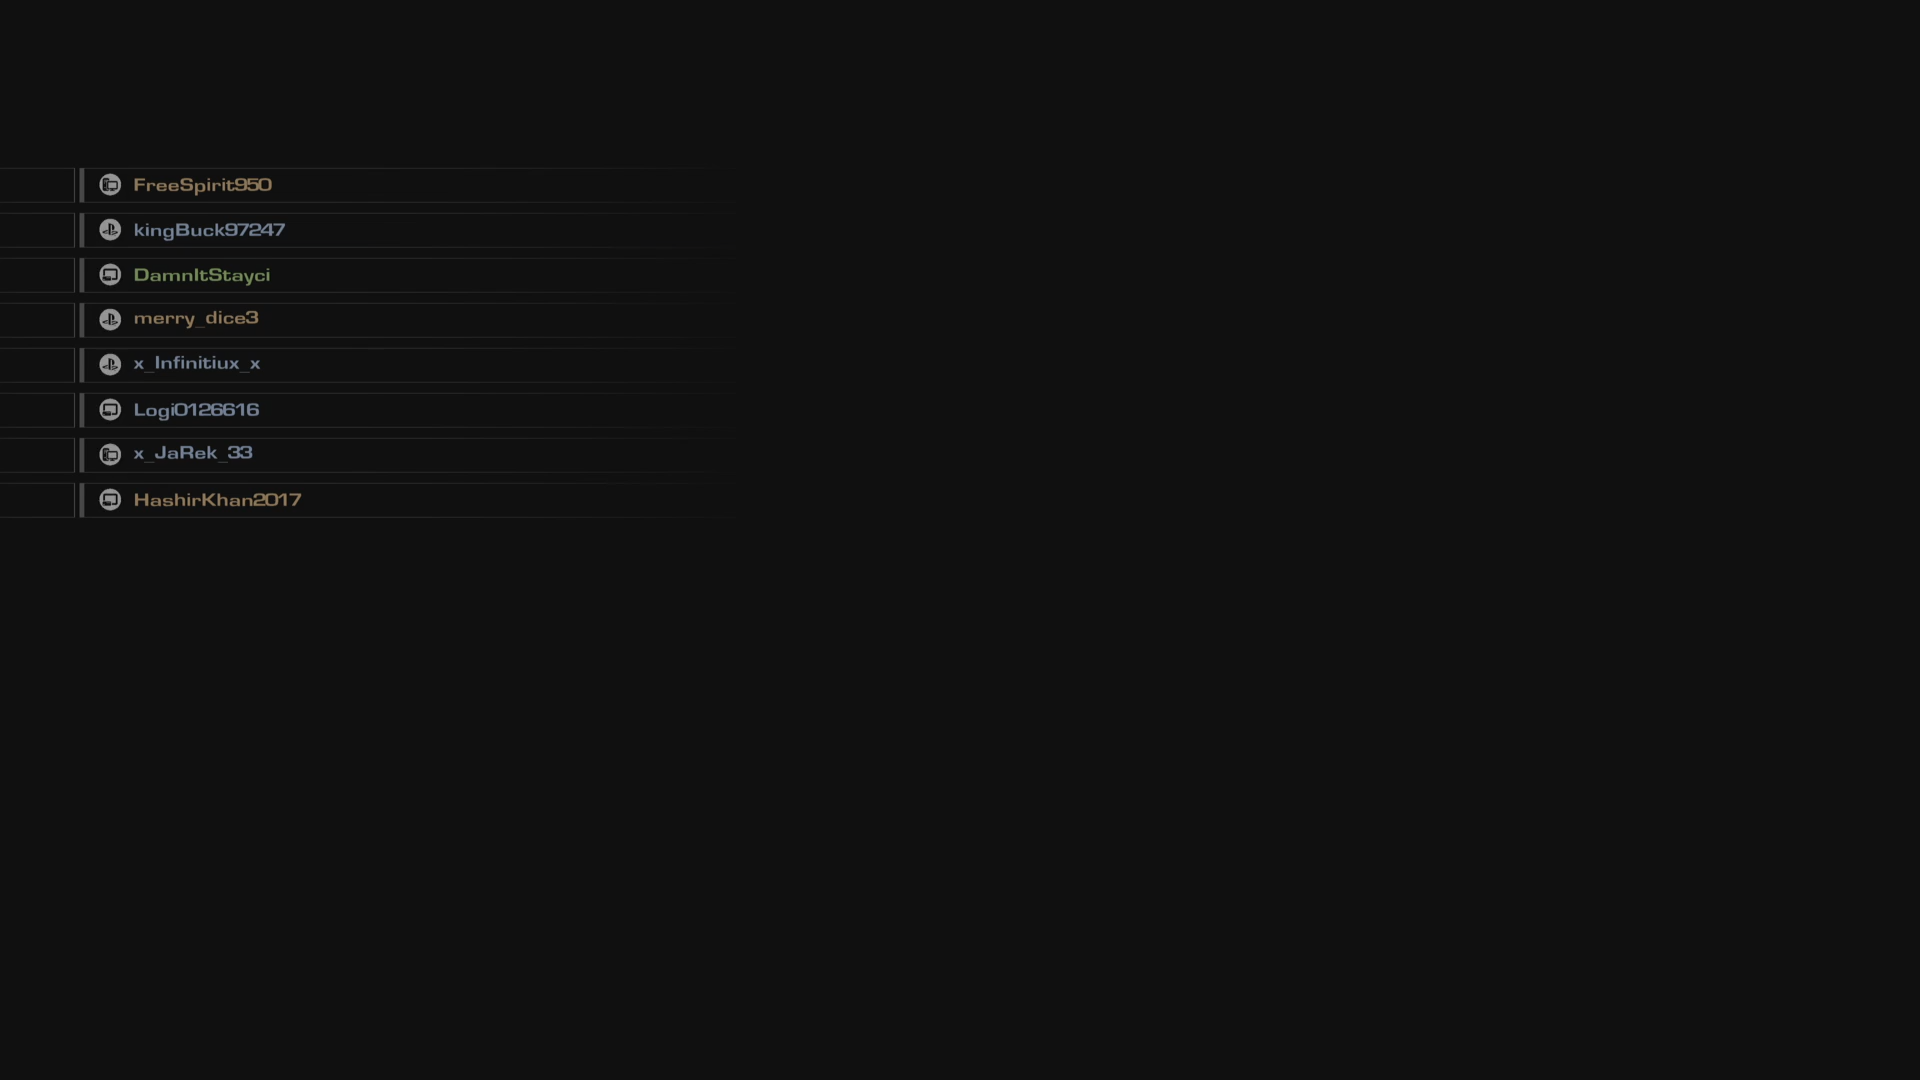 FreeSpirit950
kingBuck97247
DamnItStayci
merry_dice3
x_Infinitiux_x
Logi0126616
x_JaRek_33
HashirKhan2017